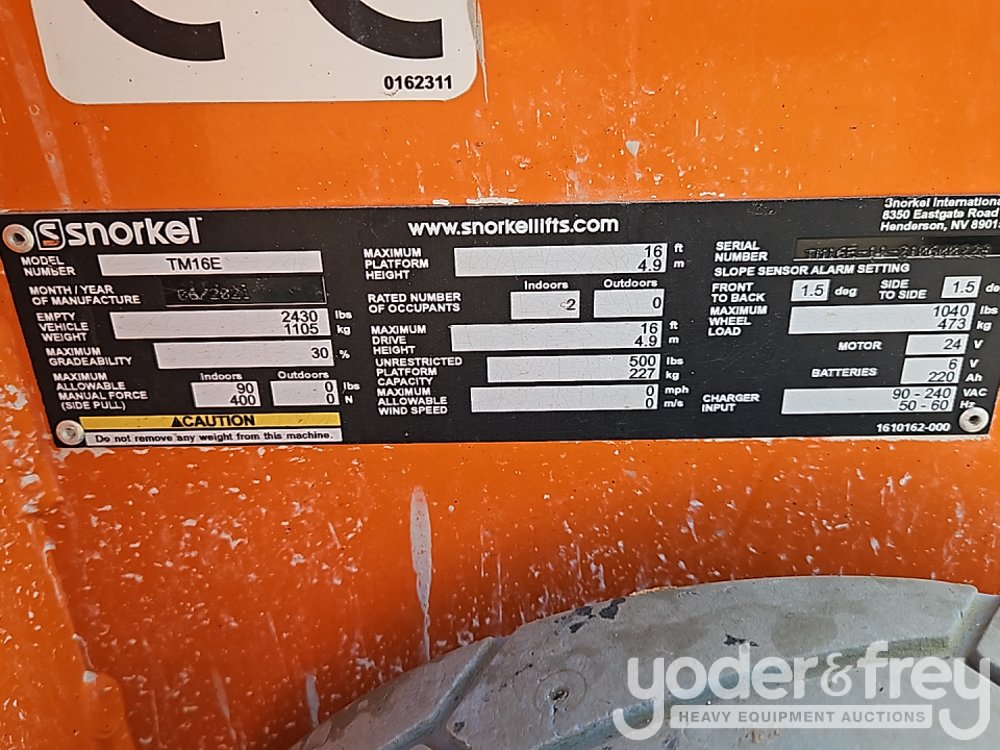 0162311
snorkel™
www.snorkellifts.com
Snorkel International
8350 Eastgate Road
Henderson, NV 8901
MODEL NUMBER TM16E
MONTH / YEAR OF MANUFACTURE 06/2021
EMPTY VEHICLE WEIGHT 2430 lbs
1105 kg
MAXIMUM GRADEABILITY 30 %
MAXIMUM ALLOWABLE MANUAL FORCE (SIDE PULL)
Indoors Outdoors
90 0 lbs
400 0 N
⚠CAUTION
Do not remove any weight from this machine.
MAXIMUM PLATFORM HEIGHT 16 ft
4.9 m
Indoors Outdoors
RATED NUMBER OF OCCUPANTS 2 0
MAXIMUM DRIVE HEIGHT 16 ft
4.9 m
UNRESTRICTED PLATFORM CAPACITY 500 lbs
227 kg
MAXIMUM ALLOWABLE WIND SPEED 0 mph
0 m/s
SERIAL NUMBER
SLOPE SENSOR ALARM SETTING
FRONT TO BACK 1.5 deg SIDE TO SIDE 1.5 de
MAXIMUM WHEEL LOAD 1040 lbs
473 kg
MOTOR 24 V
BATTERIES 6 V
220 Ah
CHARGER INPUT 90 - 240 VAC
50 - 60 Hz
1610162-000
yoder&frey
HEAVY EQUIPMENT AUCTIONS